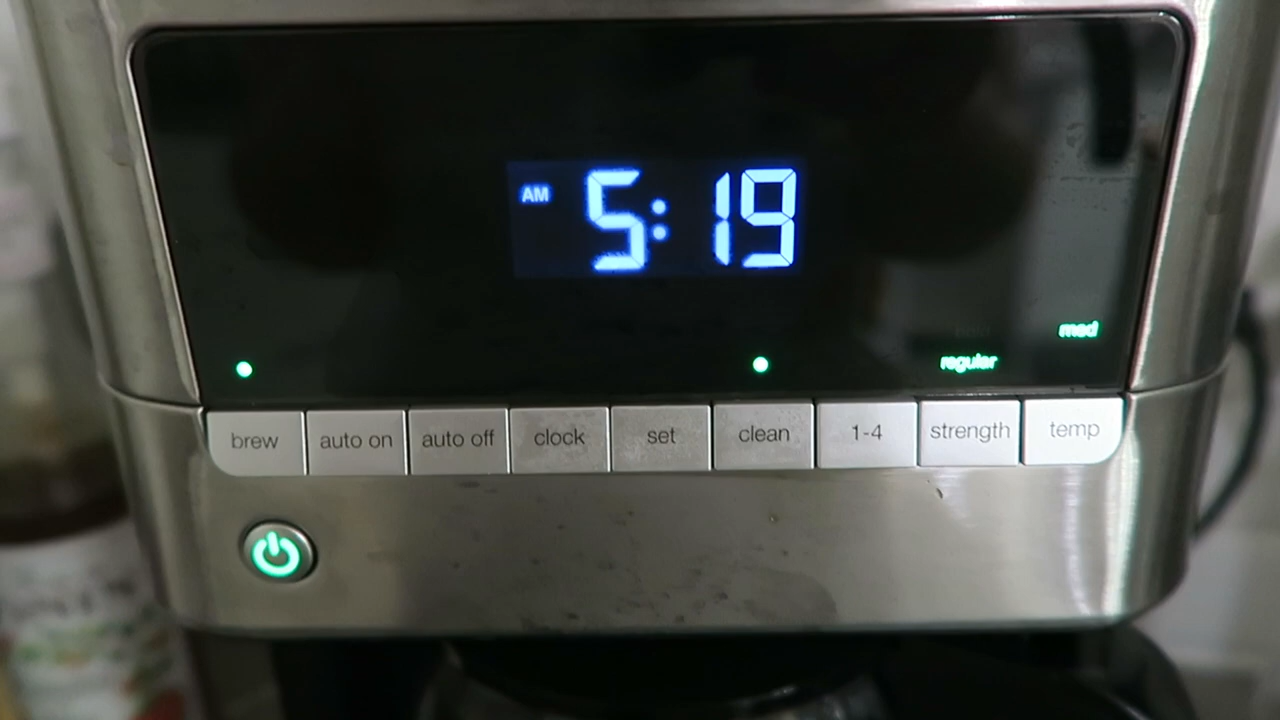 AM 5:19
med
regular
brew auto on auto off clock set clean 1-4 strength temp